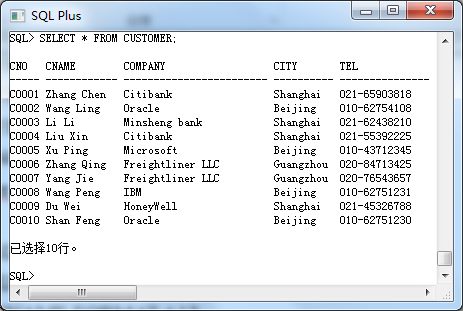 SQL Plus
SQL> SELECT * FROM CUSTOMER;
CNO CNAME COMPANY CITY TEL
----- ------------ ------------------------ ---------- ---------------
C0001 Zhang Chen Citibank Shanghai 021-65903818
C0002 Wang Ling Oracle Beijing 010-62754108
C0003 Li Li Minsheng bank Shanghai 021-62438210
C0004 Liu Xin Citibank Shanghai 021-55392225
C0005 Xu Ping Microsoft Beijing 010-43712345
C0006 Zhang Qing Freightliner LLC Guangzhou 020-84713425
C0007 Yang Jie Freightliner LLC Guangzhou 020-76543657
C0008 Wang Peng IBM Beijing 010-62751231
C0009 Du Wei HoneyWell Shanghai 021-45326788
C0010 Shan Feng Oracle Beijing 010-62751230
已选择10行。
SQL>